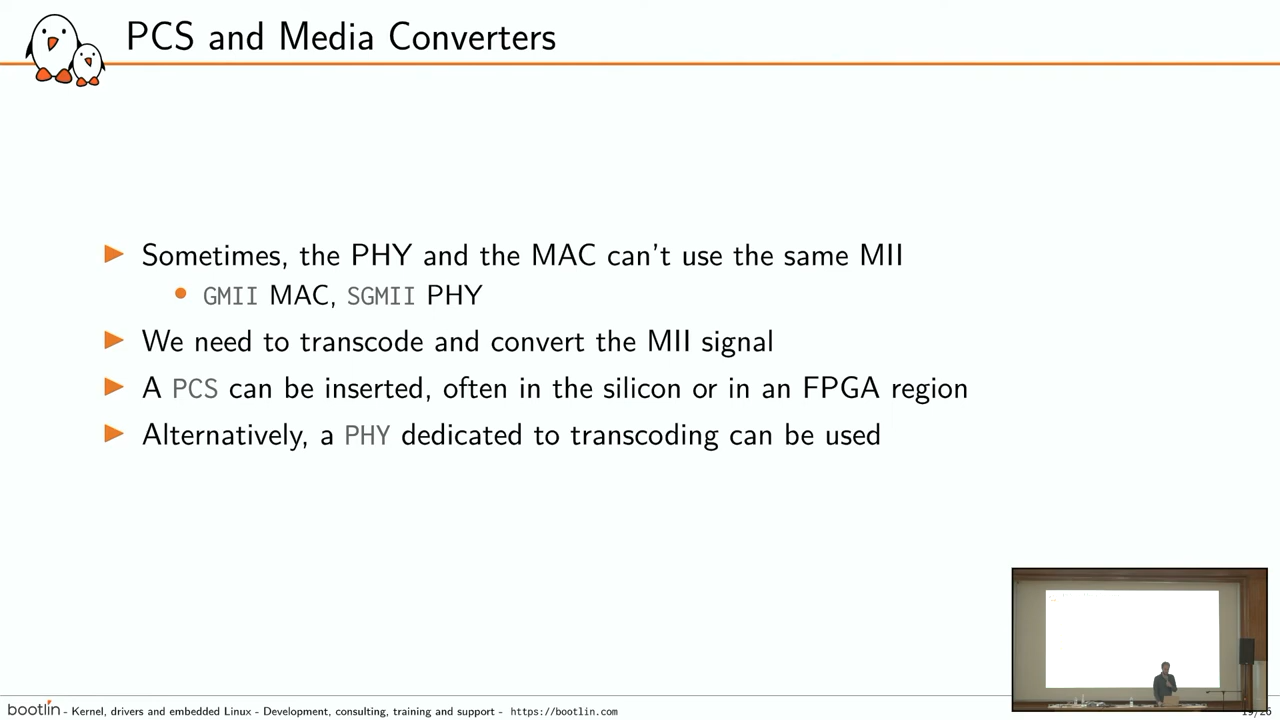 PCS and Media Converters
Sometimes, the PHY and the MAC can't use the same MII
GMII MAC, SGMII PHY
We need to transcode and convert the MII signal
A PCS can be inserted, often in the silicon or in an FPGA region
Alternatively, a PHY dedicated to transcoding can be used
bootlin - Kernel, drivers and embedded Linux - Development, consulting, training and support - https://bootlin.com